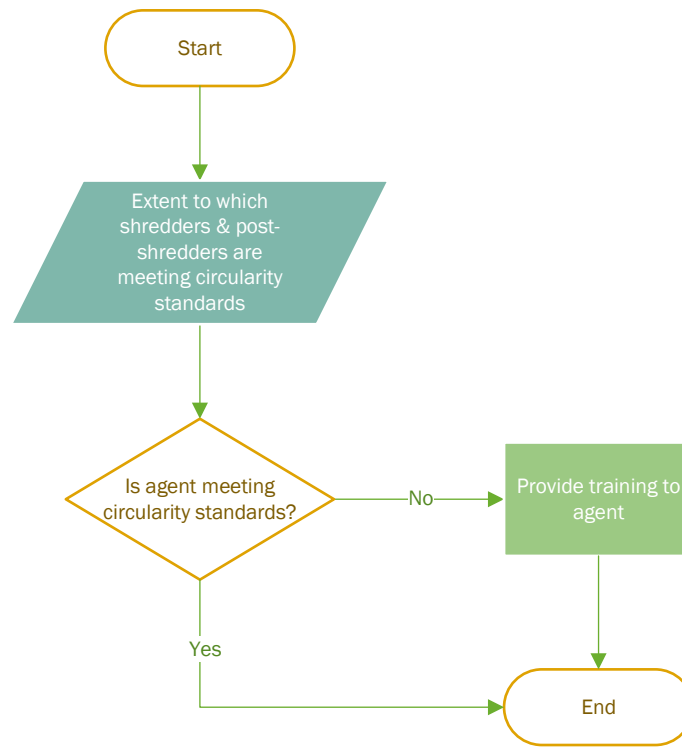 Start
Extent to which
shredders & post-
shredders are
meeting circularity
standards
Is agent meeting
circularity standards?
No
Provide training to
agent
Yes
End